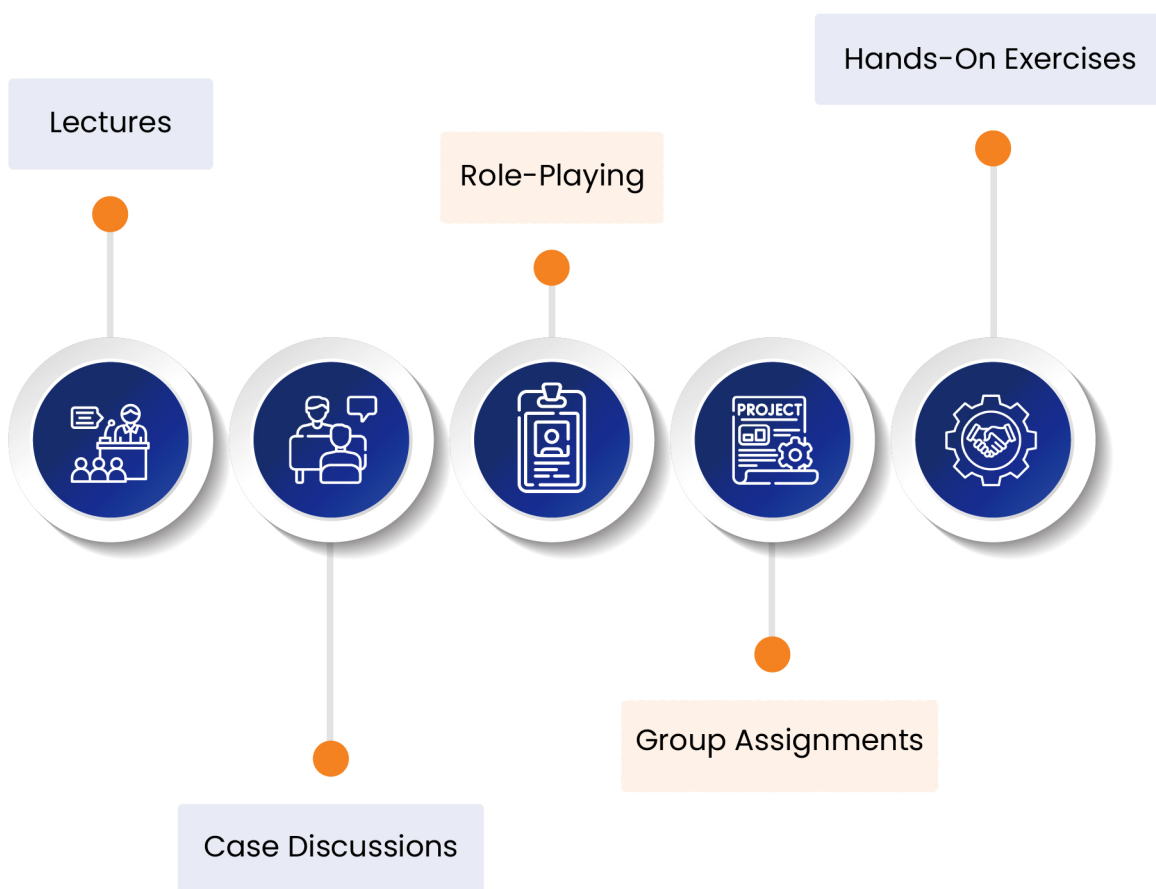 Hands-On Exercises
Lectures
Role-Playing
PROJECT
Group Assignments
Case Discussions